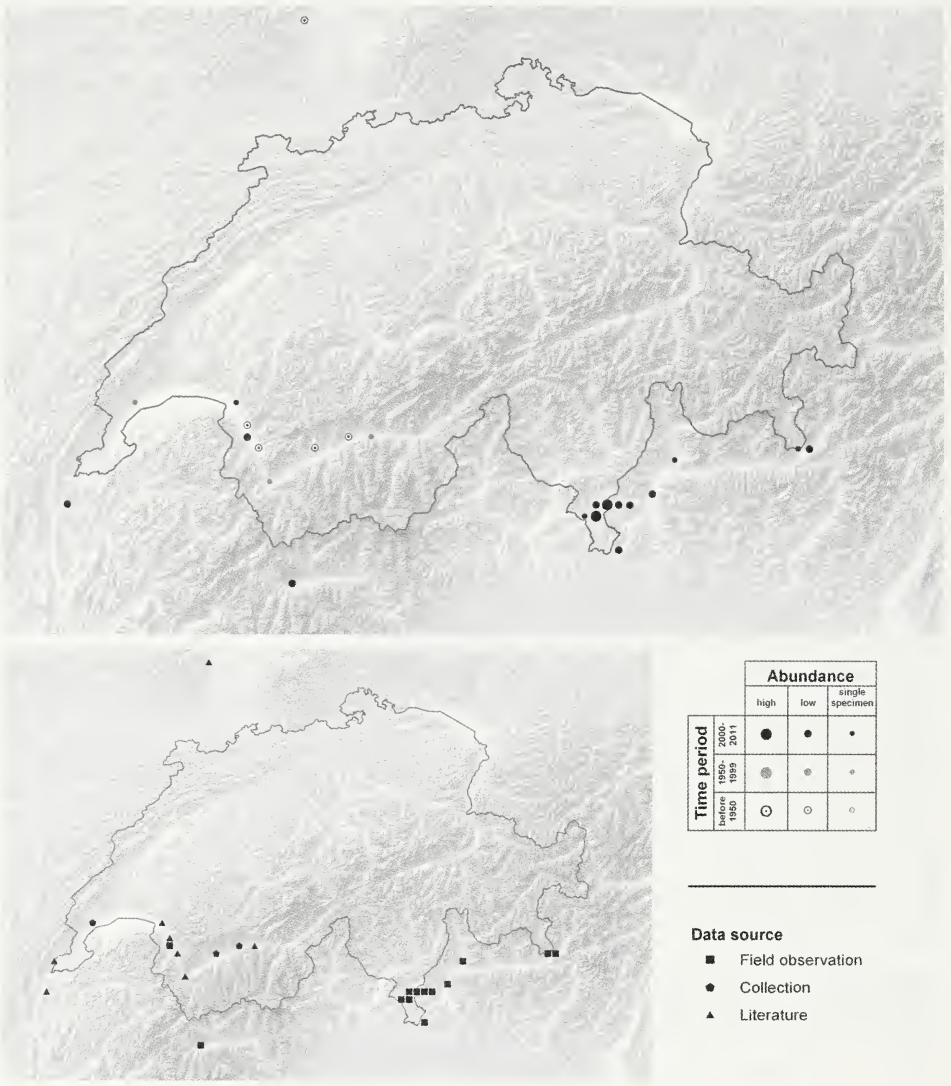 Abundance
high low single specimen
Time period
2000-2011
1950-1999
before 1950
Data source
Field observation
Collection
Literature